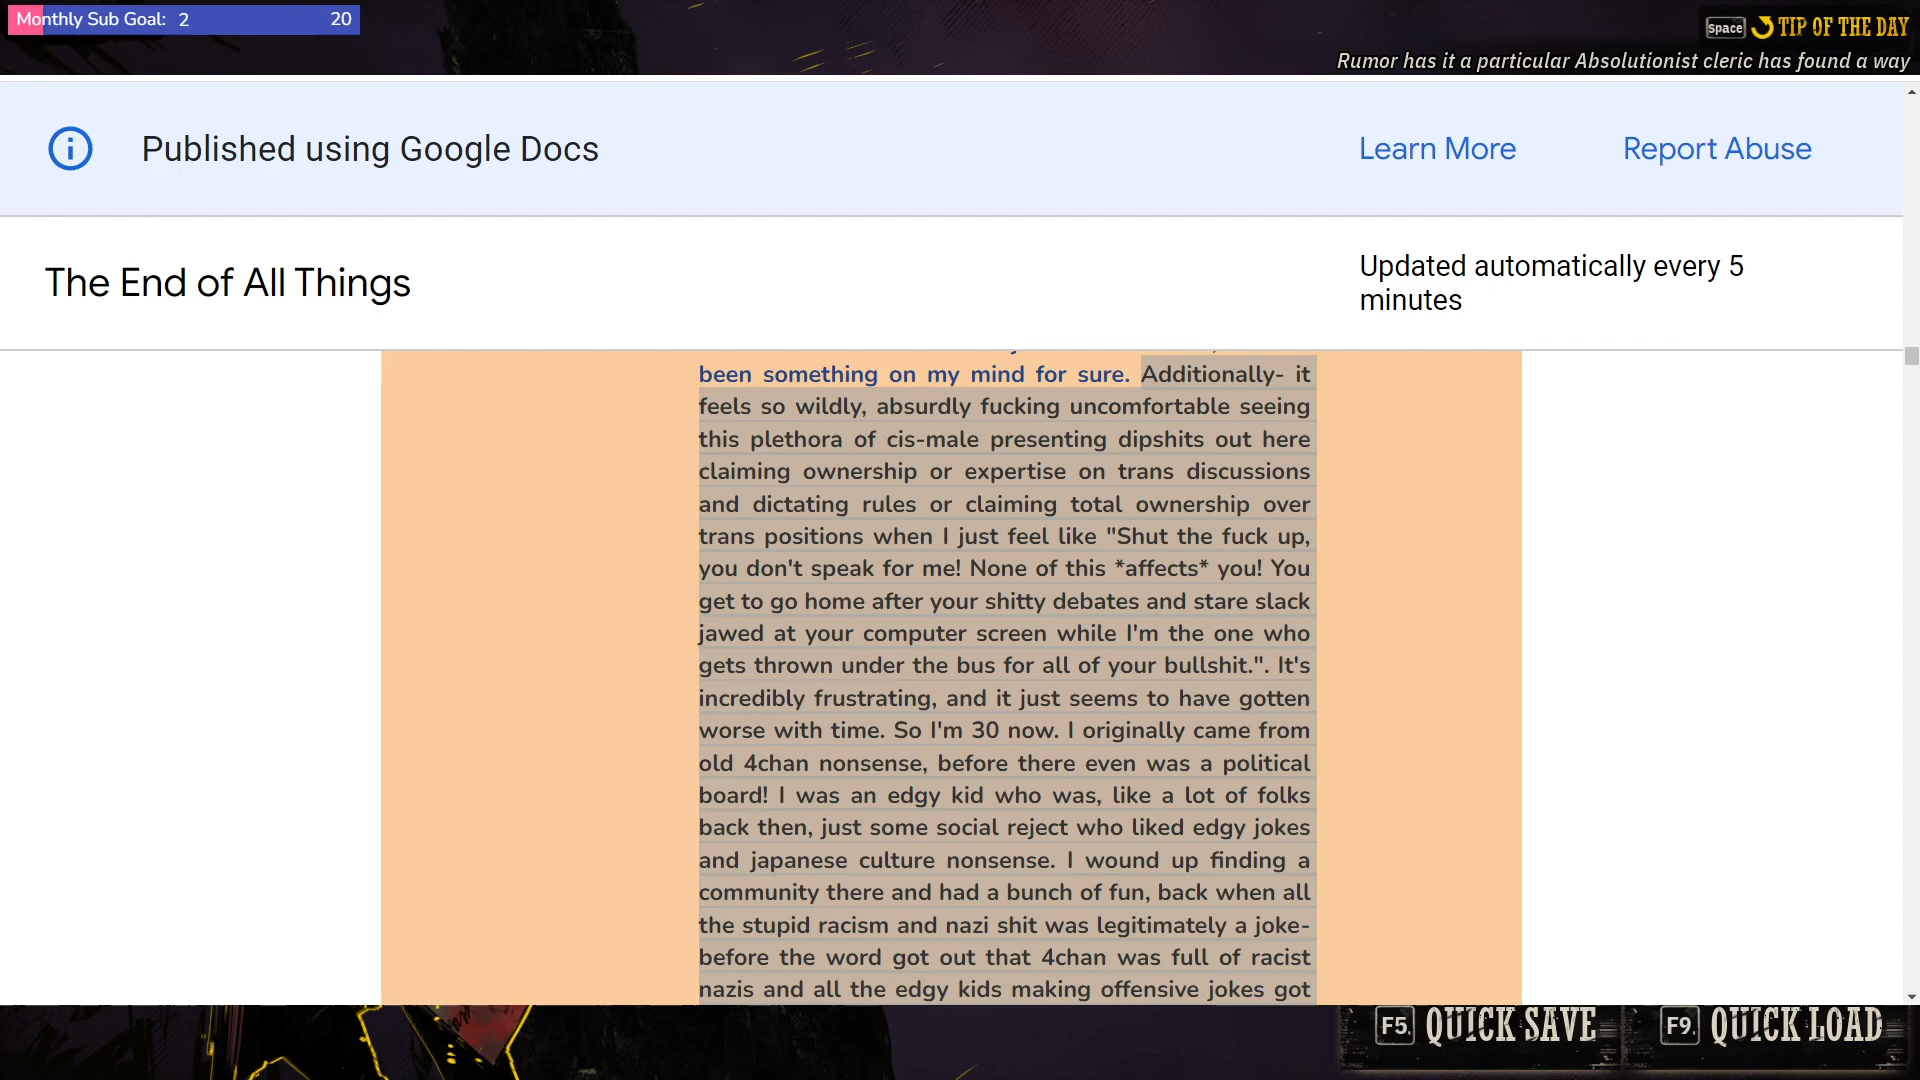 Monthly Sub Goal: 2 20
Space TIP OF THE DAY
Rumor has it a particular Absolutionist cleric has found a way
Published using Google Docs
Learn More
Report Abuse
The End of All Things
Updated automatically every 5
minutes
been something on my mind for sure. Additionally- it
feels so wildly, absurdly fucking uncomfortable seeing
this plethora of cis-male presenting dipshits out here
claiming ownership or expertise on trans discussions
and dictating rules or claiming total ownership over
trans positions when I just feel like "Shut the fuck up,
you don't speak for me! None of this *affects* you! You
get to go home after your shitty debates and stare slack
jawed at your computer screen while I'm the one who
gets thrown under the bus for all of your bullshit.". It's
incredibly frustrating, and it just seems to have gotten
worse with time. So I'm 30 now. I originally came from
old 4chan nonsense, before there even was a political
board! I was an edgy kid who was, like a lot of folks
back then, just some social reject who liked edgy jokes
and japanese culture nonsense. I wound up finding a
community there and had a bunch of fun, back when all
the stupid racism and nazi shit was legitimately a joke-
before the word got out that 4chan was full of racist
nazis and all the edgy kids making offensive jokes got
F5 QUICK SAVE
F9 QUICK LOAD